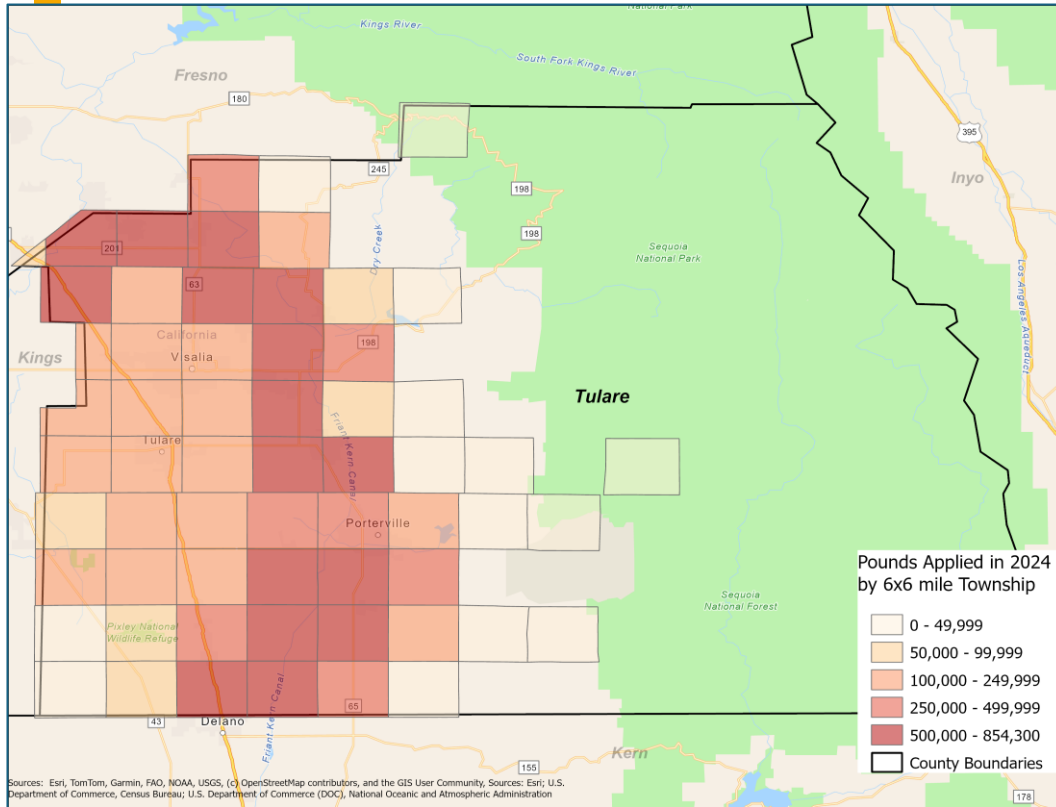 National Park
Kings River
South Fork Kings River
Fresno
180
395
245
Inyo
198
198
Dry Creek
201
Sequoia
National Park
Los Angeles Aqueduct
63
California
198
Kings
Visalia
Tulare
Friant Kern Canal
Tulare
Porterville
Pounds Applied in 2024
by 6x6 mile Township
0 - 49,999
50,000 - 99,999
100,000 - 249,999
250,000 - 499,999
500,000 - 854,300
County Boundaries
Sequoia
National Forest
Pixley National
Wildlife Refuge
Friant Kern Canal
65
43
Delano
Kern
155
178
Sources: Esri, TomTom, Garmin, FAO, NOAA, USGS, (c) OpenStreetMap contributors, and the GIS User Community, Sources: Esri; U.S.
Department of Commerce, Census Bureau; U.S. Department of Commerce (DOC), National Oceanic and Atmospheric Administration